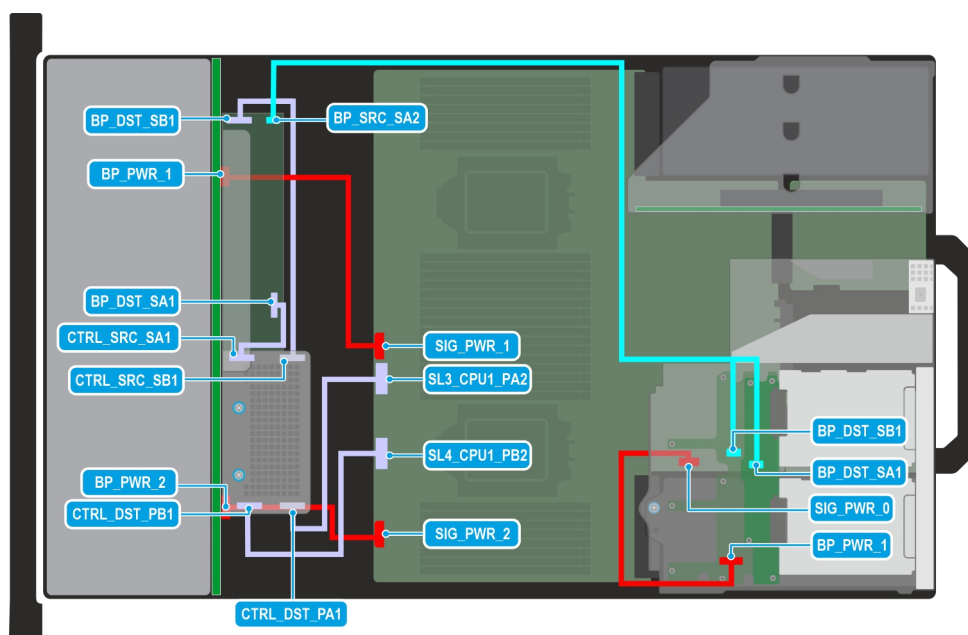 BP_DST_SB1
BP_SRC_SA2
BP_PWR_1
BP_DST_SA1
CTRL_SRC_SA1
SIG_PWR_1
CTRL_SRC_SB1
SL3_CPU1_PA2
BP_DST_SB1
SL4_CPU1_PB2
BP_DST_SA1
BP_PWR_2
SIG_PWR_0
CTRL_DST_PB1
SIG_PWR_2
BP_PWR_1
CTRL_DST_PA1